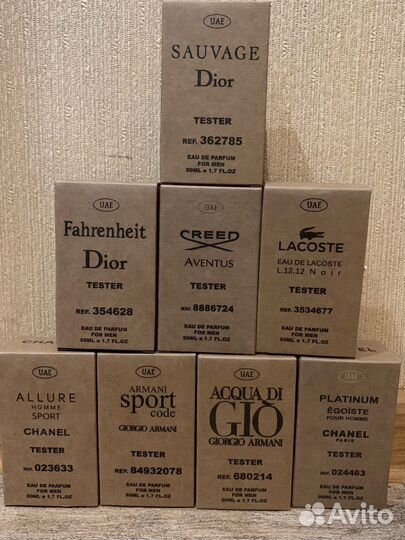 UAE
SAUVAGE
Dior
TESTER
REF. 362785
EAU DE PARFUM
FOR MEN
50ML e 1.7 FL.OZ
UAE
Fahrenheit
Dior
TESTER
REF. 354628
EAU DE PARFUM
FOR MEN
50ML e 1.7 FL.OZ
UAE
CREED
AVENTUS
TESTER
REF. 8886724
EAU DE PARFUM
FOR MEN
50ML e 1.7 FL.OZ
UAE
LACOSTE
EAU DE LACOSTE
L.12.12 Noir
TESTER
REF. 3534677
EAU DE PARFUM
FOR MEN
50ML e 1.7 FL.OZ
UAE
ALLURE
HOMME
SPORT
CHANEL
TESTER
REF. 023633
EAU DE PARFUM
FOR MEN
50ML e 1.7 FL.OZ
UAE
ARMANI
sport
code
GIORGIO ARMANI
TESTER
REF. 84932078
EAU DE PARFUM
FOR MEN
50ML e 1.7 FL.OZ
UAE
ACQUA DI
GIÒ
GIORGIO ARMANI
TESTER
REF. 680214
EAU DE PARFUM
FOR MEN
50ML e 1.7 FL.OZ
UAE
PLATINUM
ÉGOÏSTE
POUR HOMME
CHANEL
PARIS
TESTER
REF. 024463
EAU DE PARFUM
FOR MEN
50ML e 1.7 FL.OZ
Avito